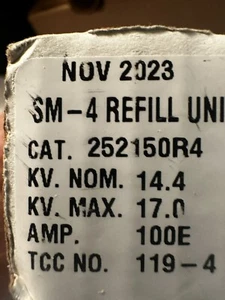 NOV 2023
SM-4 REFILL UNI
CAT. 252150R4
KV. NOM. 14.4
KV. MAX. 17.0
AMP. 100E
TCC NO. 119-4